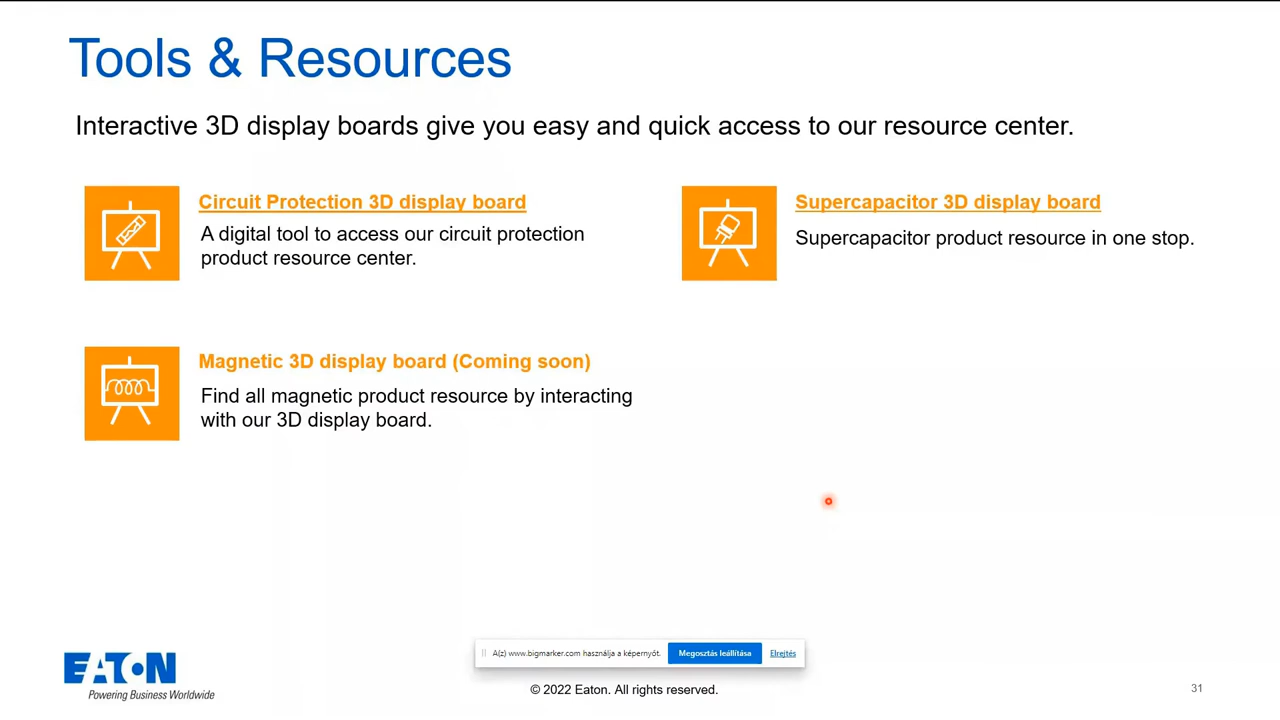 Tools & Resources
Interactive 3D display boards give you easy and quick access to our resource center.
Circuit Protection 3D display board
A digital tool to access our circuit protection
product resource center.
Supercapacitor 3D display board
Supercapacitor product resource in one stop.
Magnetic 3D display board (Coming soon)
Find all magnetic product resource by interacting
with our 3D display board.
A(z) www.bigmarker.com használja a képernyőt.
Megosztás leállítása
Elrejtés
EATON
Powering Business Worldwide
© 2022 Eaton. All rights reserved.
31